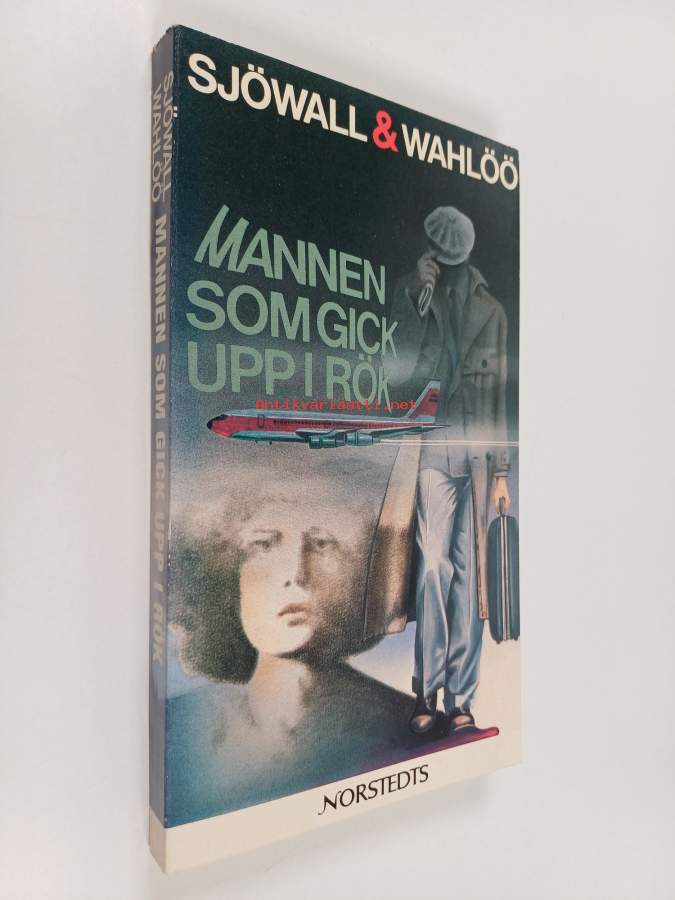 SJÖWALL & WAHLÖÖ
MANNEN
SOM GICK
UPP I RÖK
Antikvariaatti.net
NORSTEDTS
SJÖWALL
WAHLÖÖ
MANNEN SOM GICK UPP I RÖK